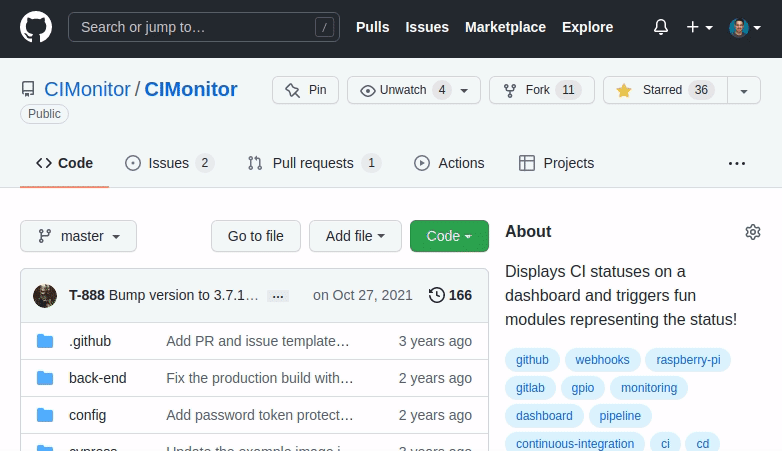 Search or jump to… /
Pulls Issues Marketplace Explore
CIMonitor / CIMonitor
Public
Pin
Unwatch 4
Fork 11
Starred 36
Code
Issues 2
Pull requests 1
Actions
Projects
master
Go to file
Add file
Code
T-888 Bump version to 3.7.1… … on Oct 27, 2021 166
.github Add PR and issue template… 3 years ago
back-end Fix the production build with… 2 years ago
config Add password token protect… 2 years ago
cypress Update the example image i… 3 years ago
About
Displays CI statuses on a
dashboard and triggers fun
modules representing the status!
github webhooks raspberry-pi
gitlab gpio monitoring
dashboard pipeline
continuous-integration ci cd